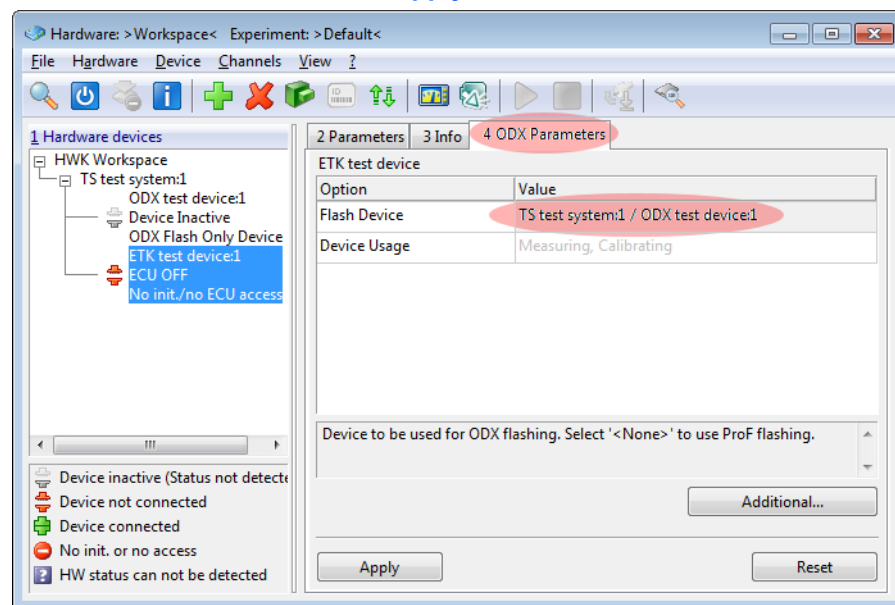 Hardware: >Workspace<   Experiment: >Default<
File   Hardware   Device   Channels   View   ?
1 Hardware devices
HWK Workspace
TS test system:1
ODX test device:1
Device Inactive
ODX Flash Only Device
ETK test device:1
ECU OFF
No init./no ECU access
Device inactive (Status not detecte
Device not connected
Device connected
No init. or no access
HW status can not be detected
2 Parameters   3 Info   4 ODX Parameters
ETK test device
Option   Value
Flash Device   TS test system:1 / ODX test device:1
Device Usage   Measuring, Calibrating
Device to be used for ODX flashing. Select '<None>' to use ProF flashing.
Additional...
Apply   Reset